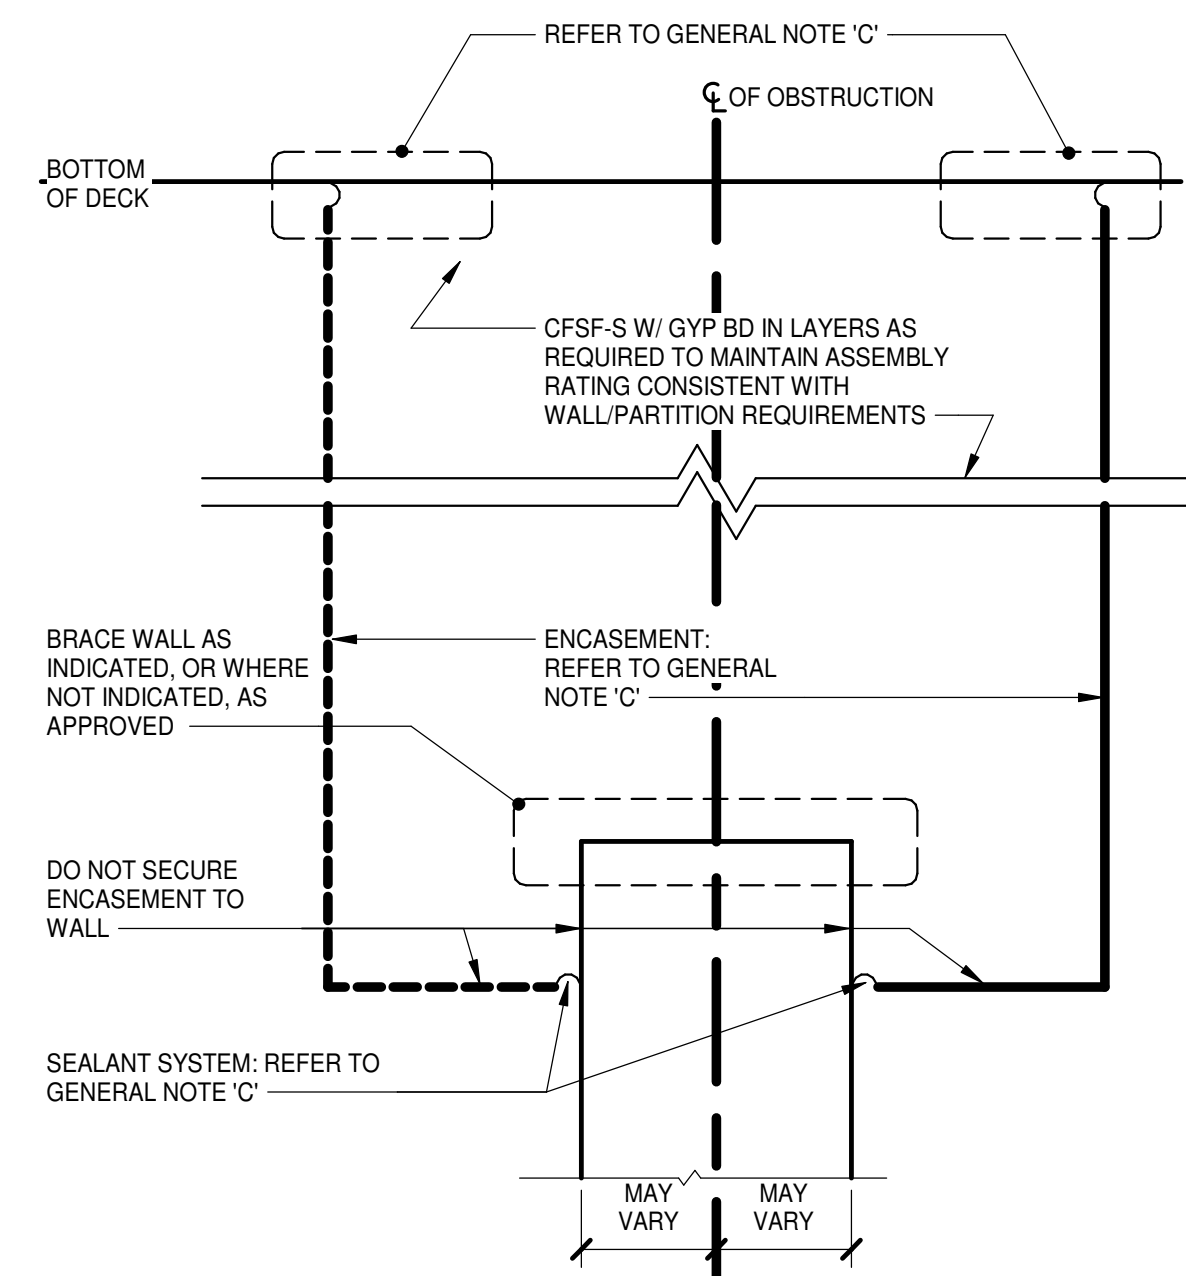 REFER TO GENERAL NOTE 'C'
℄ OF OBSTRUCTION
BOTTOM
OF DECK
CFSF-S W/ GYP BD IN LAYERS AS
REQUIRED TO MAINTAIN ASSEMBLY
RATING CONSISTENT WITH
WALL/PARTITION REQUIREMENTS
BRACE WALL AS
INDICATED, OR WHERE
NOT INDICATED, AS
APPROVED
ENCASEMENT:
REFER TO GENERAL
NOTE 'C'
DO NOT SECURE
ENCASEMENT TO
WALL
SEALANT SYSTEM: REFER TO
GENERAL NOTE 'C'
MAY
VARY
MAY
VARY